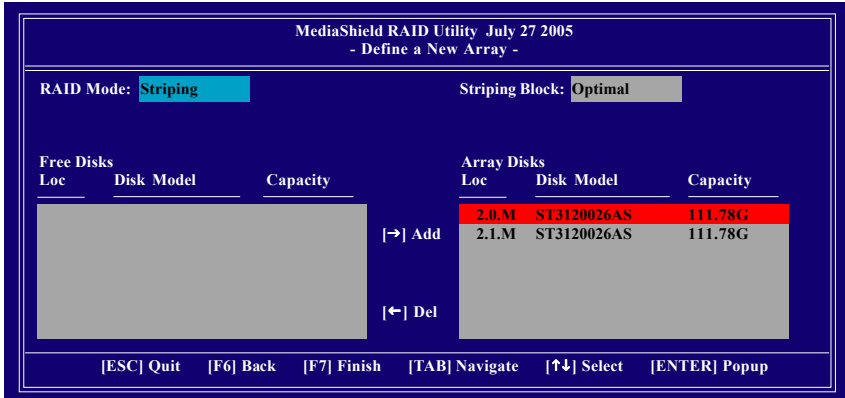 MediaShield RAID Utility July 27 2005
- Define a New Array -
RAID Mode: Striping
Striping Block: Optimal
Free Disks
Loc Disk Model Capacity
Array Disks
Loc Disk Model Capacity
2.0.M ST3120026AS 111.78G
2.1.M ST3120026AS 111.78G
[→] Add
[←] Del
[ESC] Quit [F6] Back [F7] Finish [TAB] Navigate [↑↓] Select [ENTER] Popup